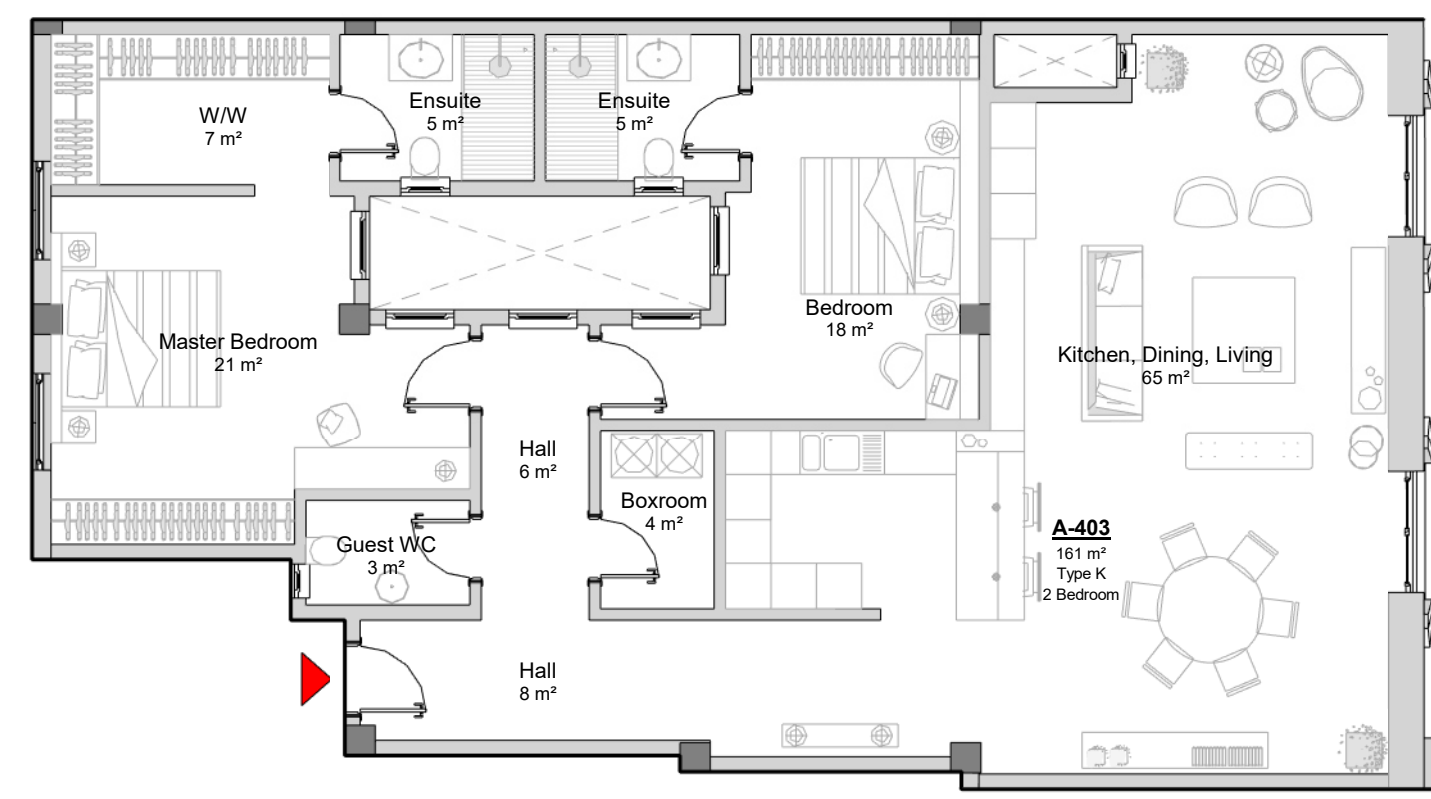 W/W
7 m²
Ensuite
5 m²
Ensuite
5 m²
Master Bedroom
21 m²
Bedroom
18 m²
Kitchen, Dining, Living
65 m²
Hall
6 m²
Boxroom
4 m²
Guest WC
3 m²
A-403
161 m²
Type K
2 Bedroom
Hall
8 m²